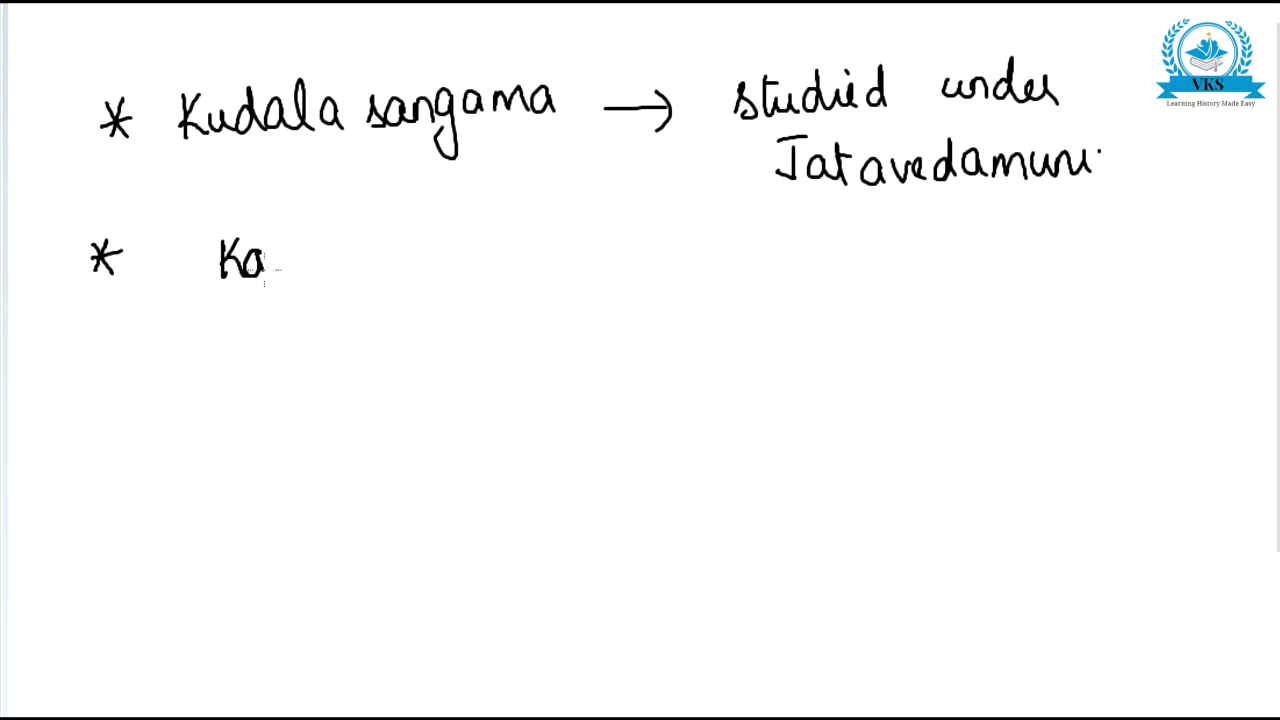 * Kudala sangama → studied under
Jatavedamuni.
* Ka
VKS
Learning History Made Easy